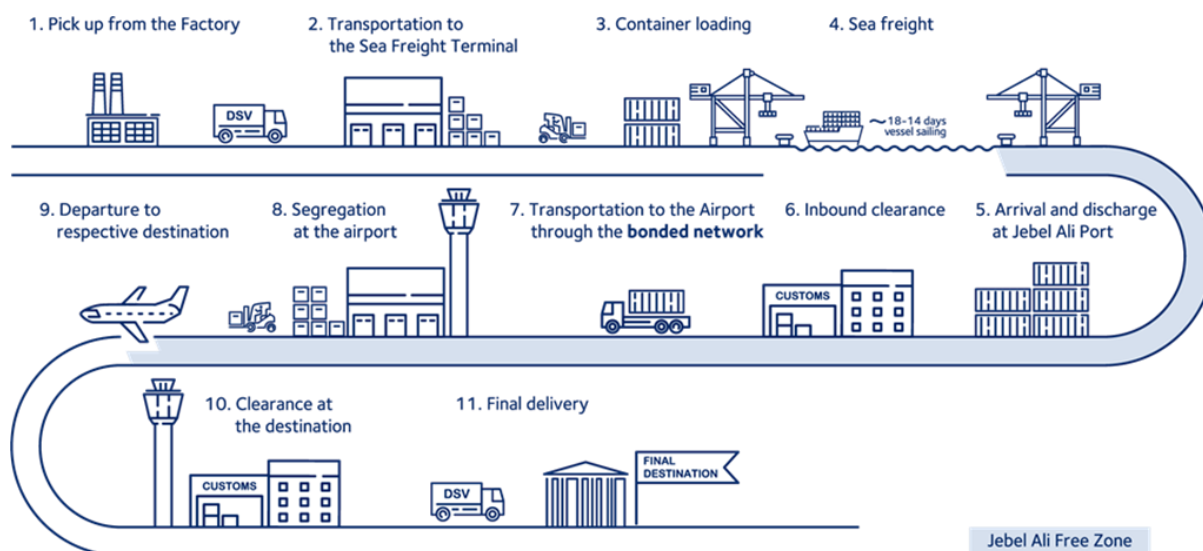 1. Pick up from the Factory
2. Transportation to
the Sea Freight Terminal
3. Container loading
4. Sea freight
DSV
~18-14 days
vessel sailing
9. Departure to
respective destination
8. Segregation
at the airport
7. Transportation to the Airport
through the bonded network
6. Inbound clearance
5. Arrival and discharge
at Jebel Ali Port
CUSTOMS
10. Clearance at
the destination
11. Final delivery
CUSTOMS
DSV
FINAL
DESTINATION
Jebel Ali Free Zone